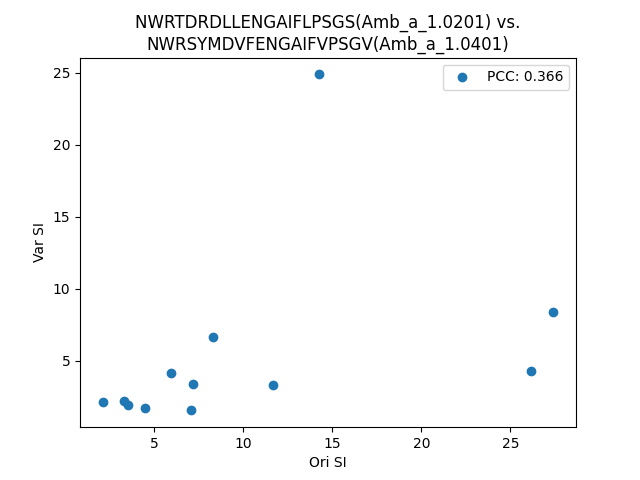 NWRTDRDLLENGAIFLPSGS(Amb_a_1.0201) vs.
NWRSYMDVFENGAIFVPSGV(Amb_a_1.0401)
PCC: 0.366
25
20
15
10
5
Var SI
5
10
15
20
25
Ori SI